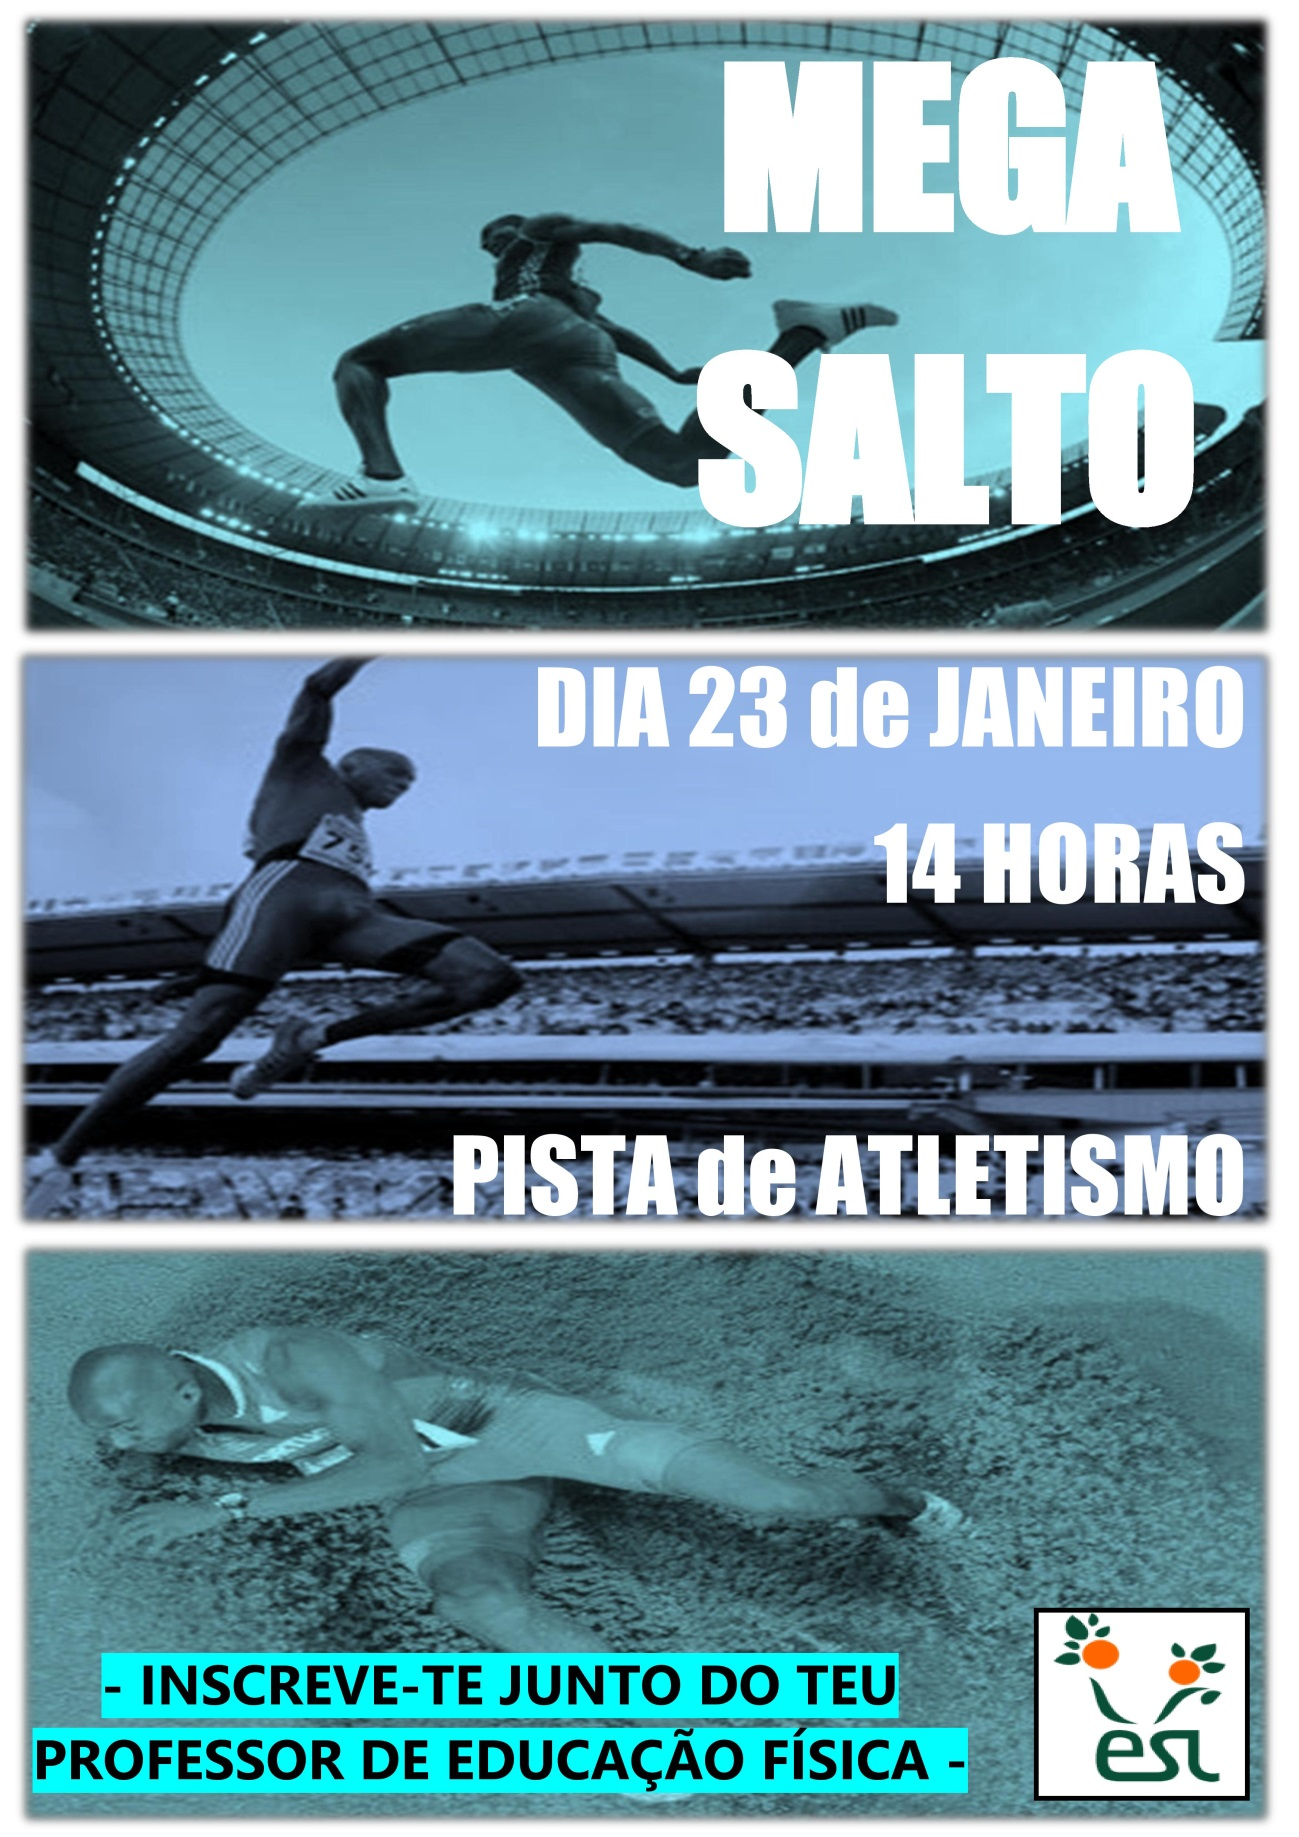 MEGA
SALTO
DIA 23 de JANEIRO
14 HORAS
PISTA de ATLETISMO
- INSCREVE-TE JUNTO DO TEU
PROFESSOR DE EDUCAÇÃO FÍSICA -
esl